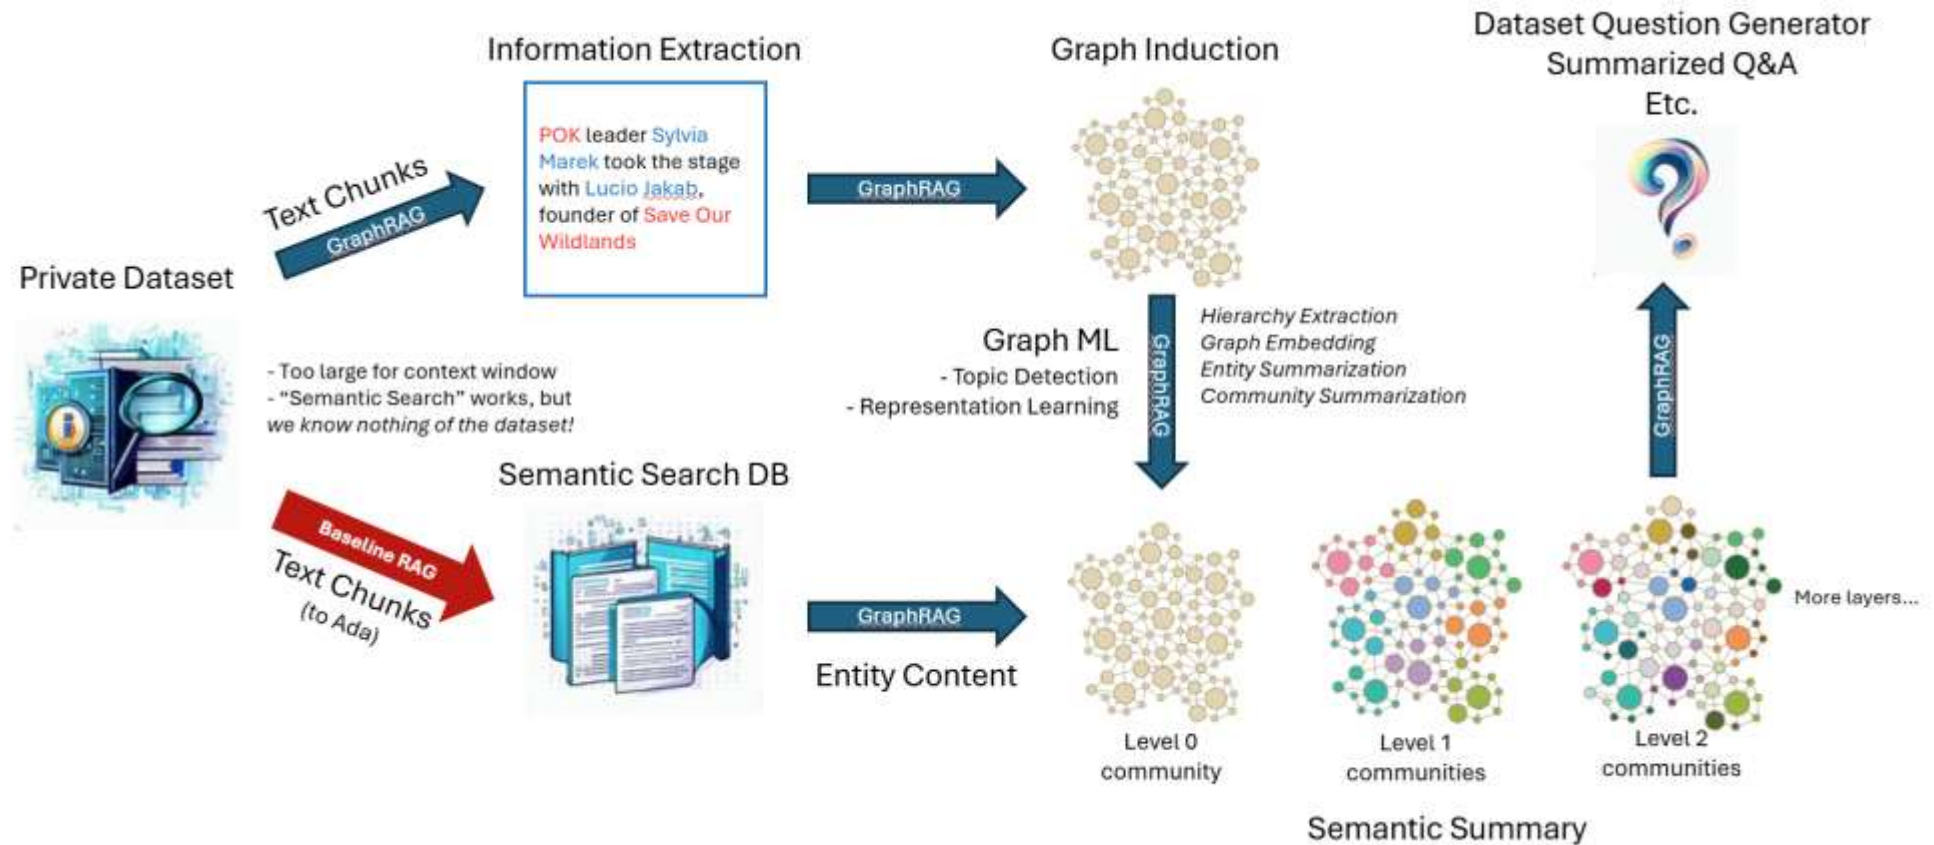 Information Extraction
POK leader Sylvia
Marek took the stage
with Lucio Jakab,
founder of Save Our
Wildlands
Graph Induction
Dataset Question Generator
Summarized Q&A
Etc.
Text Chunks
GraphRAG
GraphRAG
Private Dataset
- Too large for context window
- “Semantic Search” works, but
we know nothing of the dataset!
Graph ML
- Topic Detection
- Representation Learning
GraphRAG
Hierarchy Extraction
Graph Embedding
Entity Summarization
Community Summarization
GraphRAG
Baseline RAG
Text Chunks
(to Ada)
Semantic Search DB
GraphRAG
Entity Content
Level 0
community
Level 1
communities
Level 2
communities
More layers...
Semantic Summary